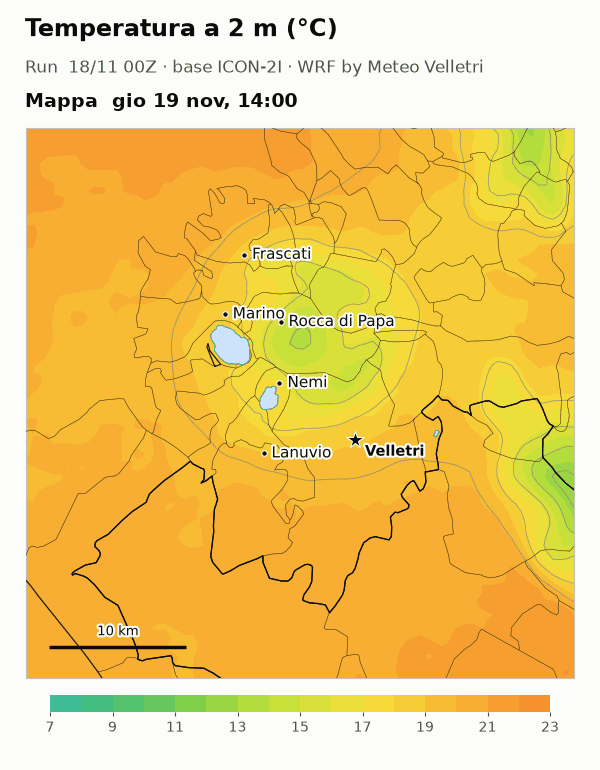 Temperatura a 2 m (°C)
Run  18/11 00Z · base ICON-2I · WRF by Meteo Velletri
Mappa  gio 19 nov, 14:00
Frascati
Marino
Rocca di Papa
Nemi
Velletri
Lanuvio
10 km
7 9 11 13 15 17 19 21 23